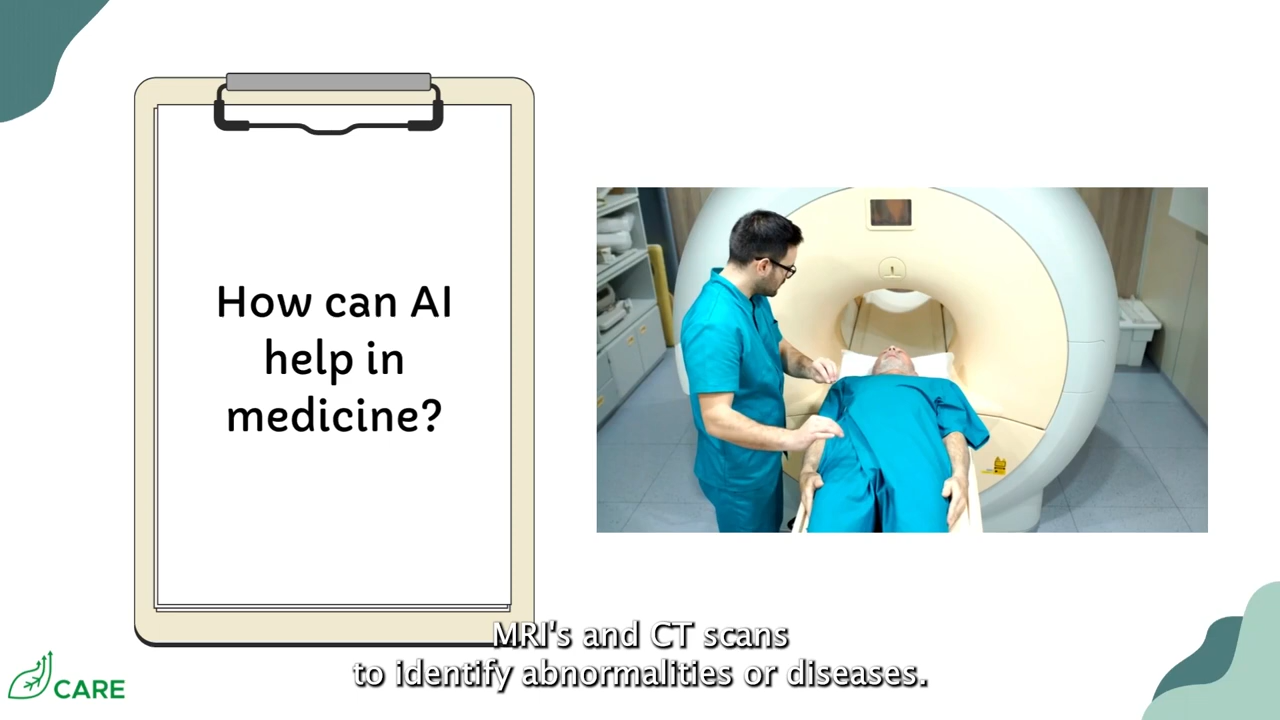 How can AI
help in
medicine?
MRI's and CT scans
to identify abnormalities or diseases.
CARE